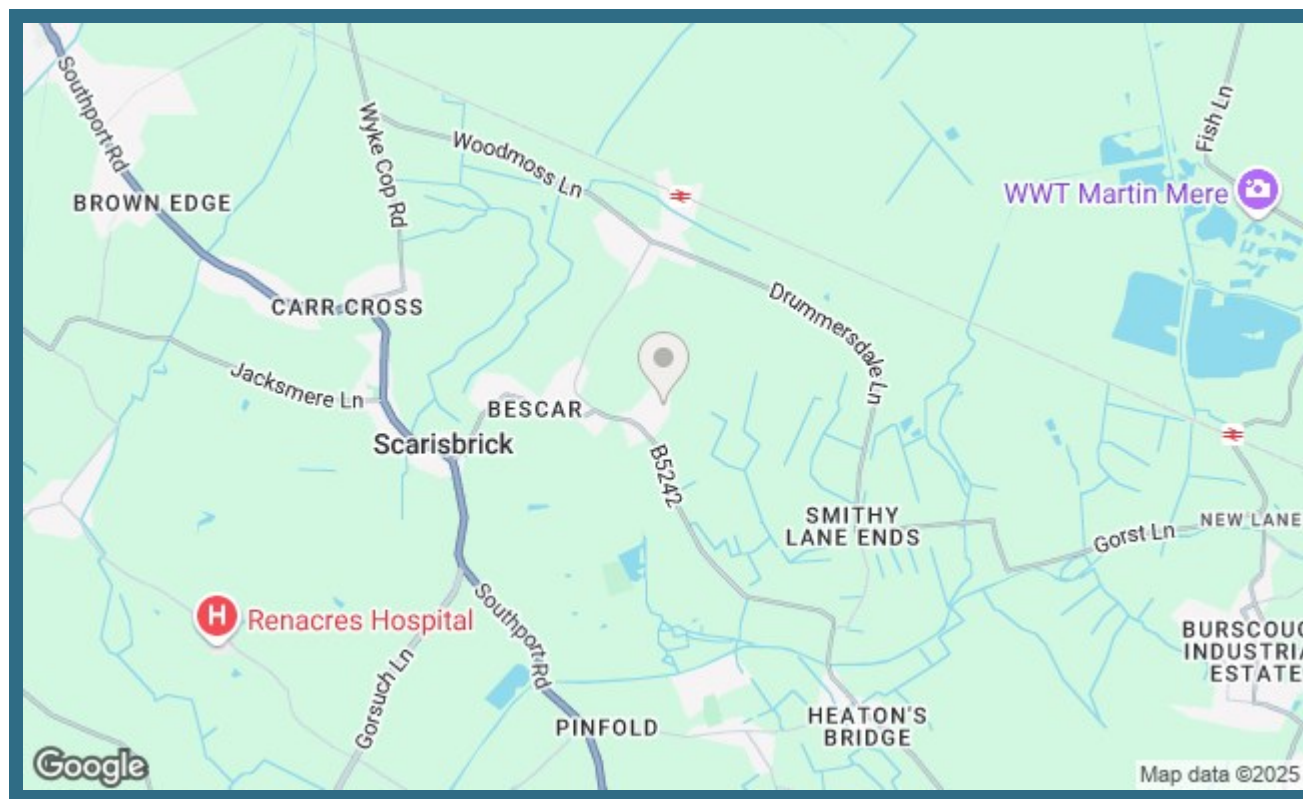 Southport Rd
Wyke Cop Rd
Woodmoss Ln
Fish Ln
WWT Martin Mere
BROWN EDGE
CARR CROSS
Drummersdale Ln
Jacksmere Ln
BESCAR
Scarisbrick
B5242
SMITHY
LANE ENDS
NEW LANE
Gorst Ln
H
Renacres Hospital
Southport Rd
Gorsuch Ln
BURSCOUG
INDUSTRIA
ESTATE
PINFOLD
HEATON'S
BRIDGE
Google
Map data ©2025